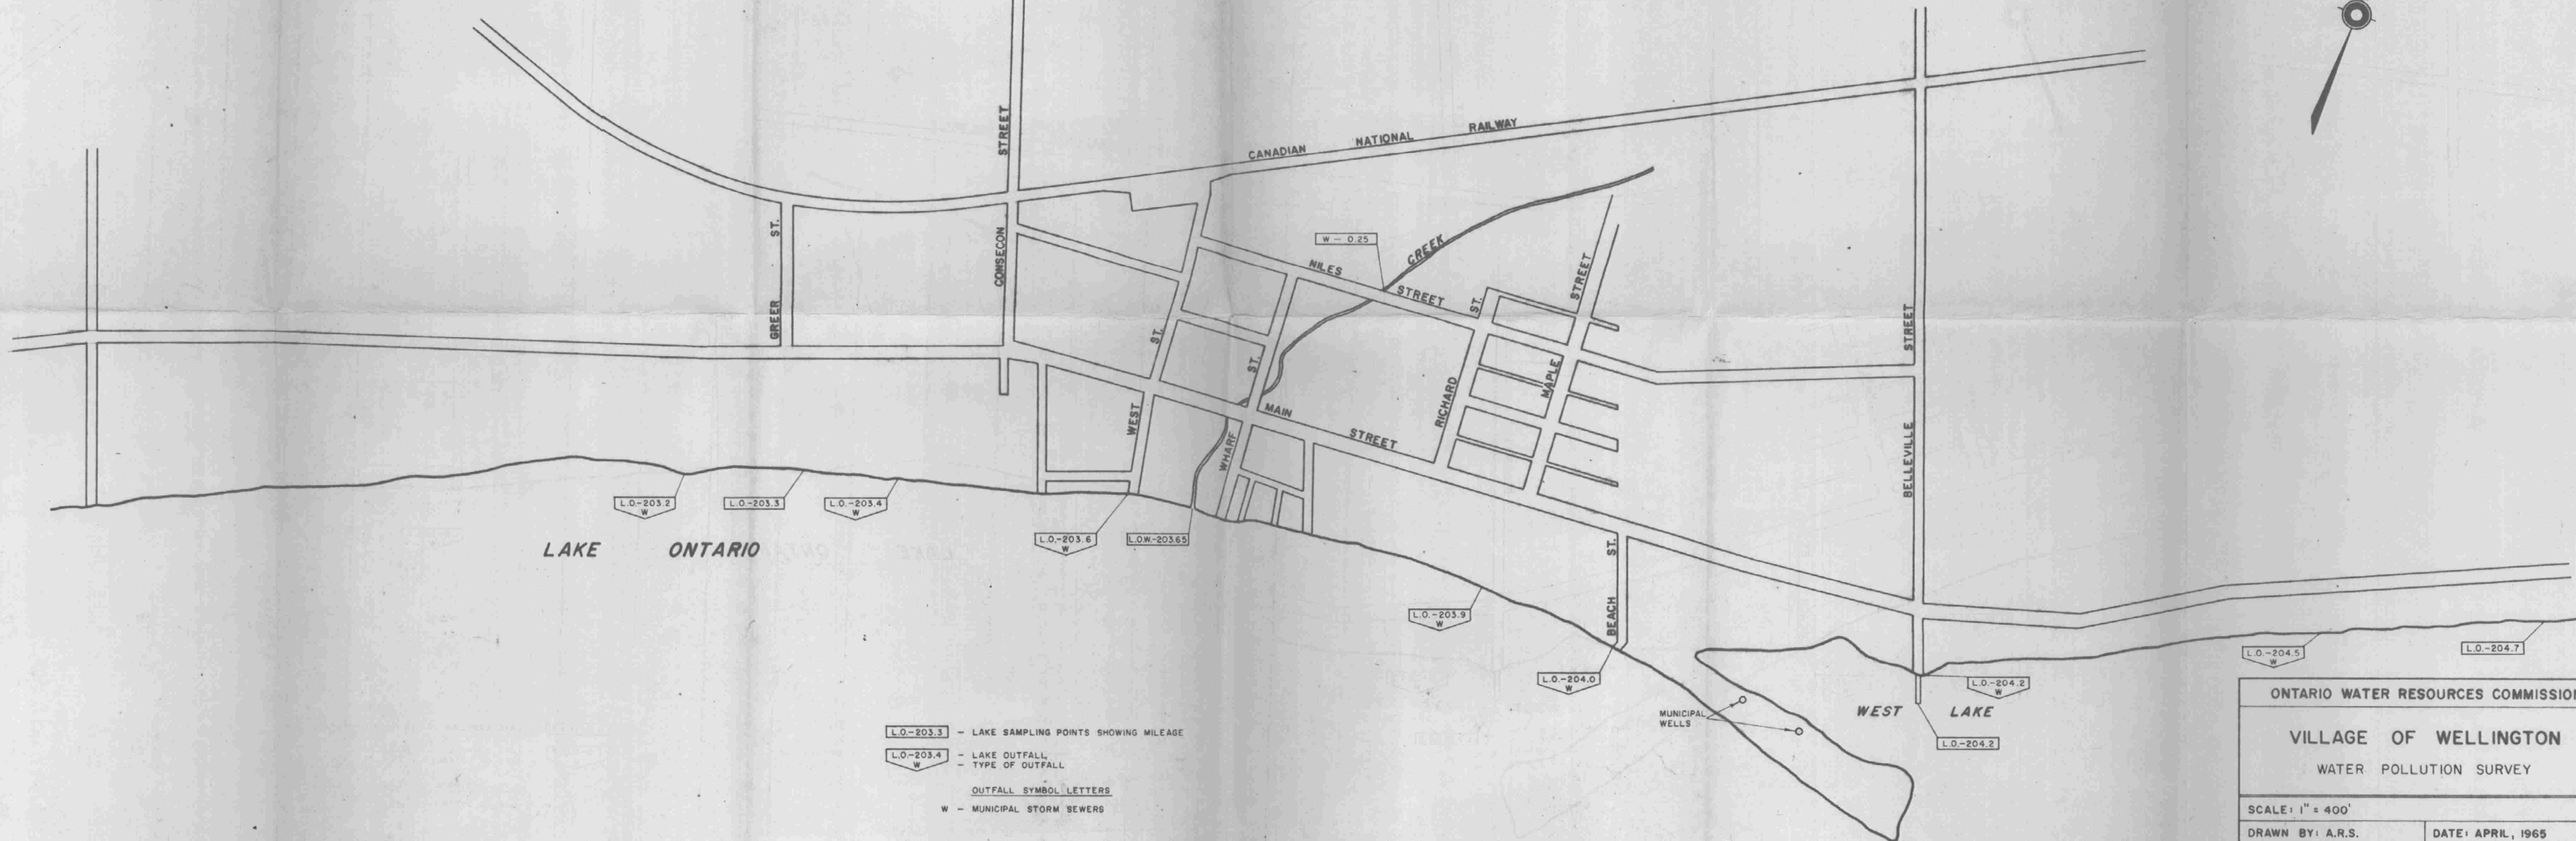 CANADIAN NATIONAL RAILWAY
STREET
CONSECON
GREER ST.
W - 0.25
CREEK
NILES STREET
ST.
RICHARD
STREET
MAPLE
STREET
BELLEVILLE
ST.
WEST
ST.
WHARF
MAIN STREET
BEACH ST.
L.O.-203.2
W
L.O.-203.3
L.O.-203.4
W
L.O.-203.6
W
L.O.W.-203.65
L.O.-203.9
W
L.O.-204.0
W
L.O.-204.2
W
L.O.-204.2
L.O.-204.5
W
L.O.-204.7
LAKE ONTARIO
MUNICIPAL
WELLS
WEST LAKE
L.O.-203.3 - LAKE SAMPLING POINTS SHOWING MILEAGE
L.O.-203.4 - LAKE OUTFALL,
W - TYPE OF OUTFALL
OUTFALL SYMBOL LETTERS
W - MUNICIPAL STORM SEWERS
ONTARIO WATER RESOURCES COMMISSION
VILLAGE OF WELLINGTON
WATER POLLUTION SURVEY
SCALE: 1" = 400'
DRAWN BY: A.R.S.
DATE: APRIL, 1965